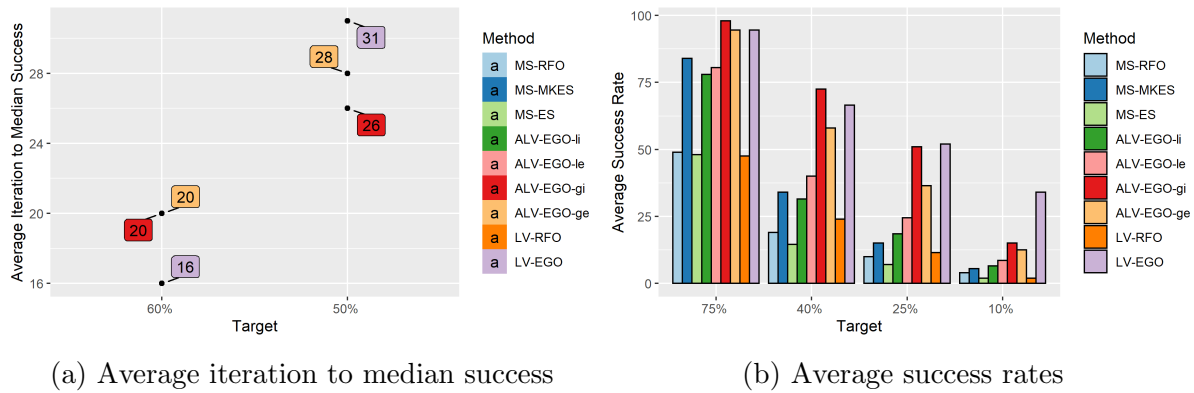 Average Iteration to Median Success
28
24
20
16
31
28
26
20
20
16
60%
50%
Target
Method
a MS-RFO
a MS-MKES
a MS-ES
a ALV-EGO-li
a ALV-EGO-le
a ALV-EGO-gi
a ALV-EGO-ge
a LV-RFO
a LV-EGO
(a) Average iteration to median success
Average Success Rate
100
75
50
25
0
75%
40%
25%
10%
Target
Method
MS-RFO
MS-MKES
MS-ES
ALV-EGO-li
ALV-EGO-le
ALV-EGO-gi
ALV-EGO-ge
LV-RFO
LV-EGO
(b) Average success rates